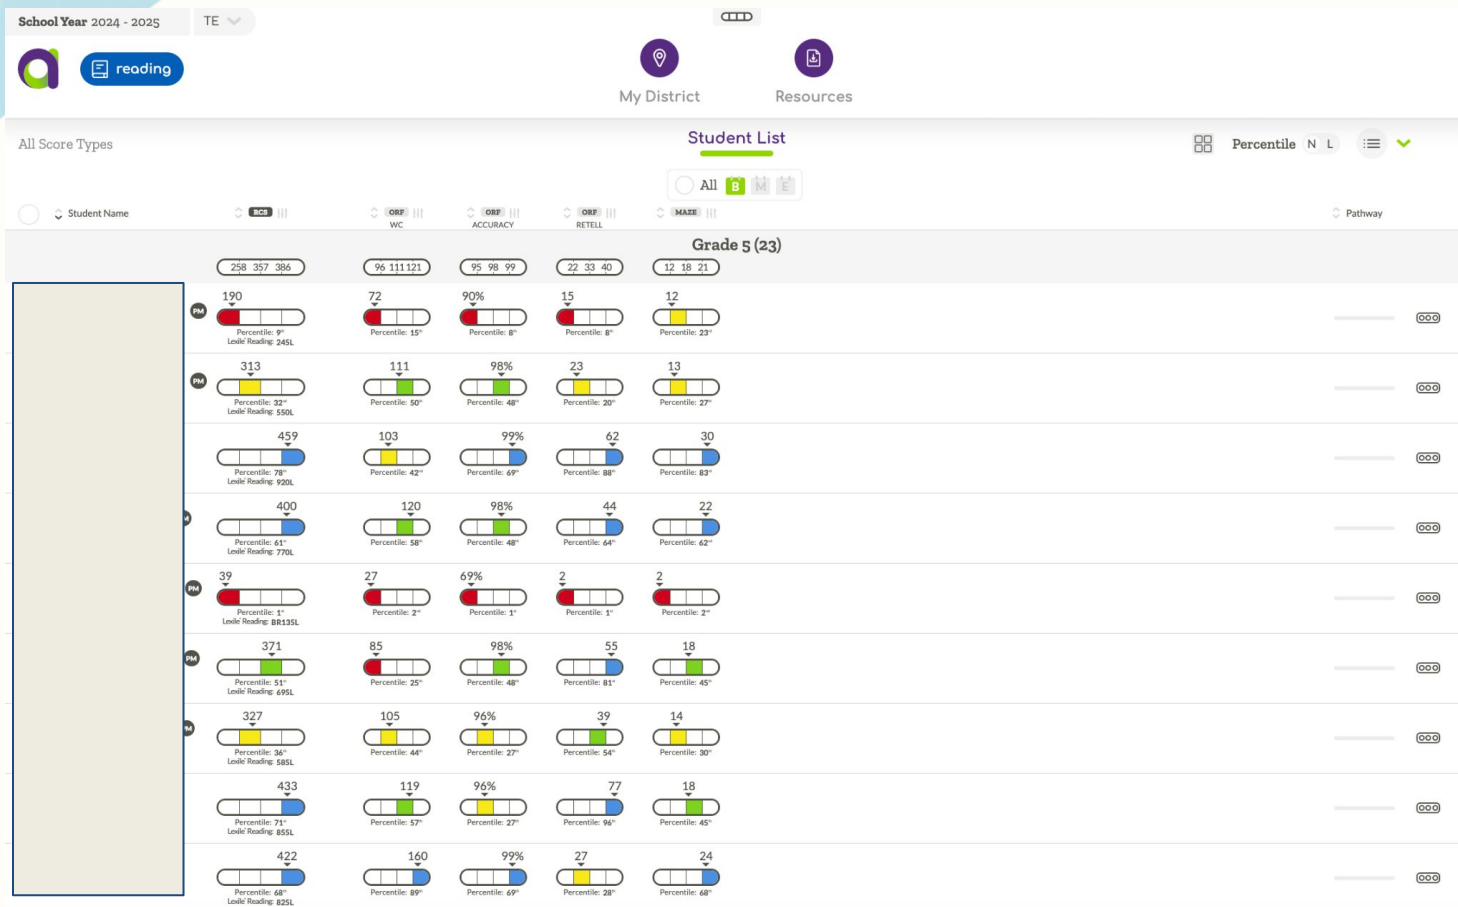 School Year 2024 - 2025 TE
reading
My District Resources
All Score Types Student List Percentile N L
All B M E
Student Name RCS ORF ORF ORF MAZE Pathway
WC ACCURACY RETELL
Grade 5 (23)
258 357 386 96 111 121 95 98 99 22 33 40 12 18 21
190 72 90% 15 12
PM
Percentile: 9th Percentile: 15th Percentile: 8th Percentile: 8th Percentile: 23rd
Lexile Reading: 245L
313 111 98% 23 13
PM
Percentile: 32nd Percentile: 50th Percentile: 48th Percentile: 20th Percentile: 27th
Lexile Reading: 550L
459 103 99% 62 30
Percentile: 78th Percentile: 42nd Percentile: 69th Percentile: 88th Percentile: 83rd
Lexile Reading: 920L
400 120 98% 44 22
Percentile: 61st Percentile: 58th Percentile: 48th Percentile: 64th Percentile: 62nd
Lexile Reading: 770L
39 27 69% 2 2
PM
Percentile: 1st Percentile: 2nd Percentile: 1st Percentile: 1st Percentile: 2nd
Lexile Reading: BR135L
371 85 98% 55 18
PM
Percentile: 51st Percentile: 25th Percentile: 48th Percentile: 81st Percentile: 45th
Lexile Reading: 695L
327 105 96% 39 14
PM
Percentile: 36th Percentile: 44th Percentile: 27th Percentile: 54th Percentile: 30th
Lexile Reading: 585L
433 119 96% 77 18
Percentile: 71st Percentile: 57th Percentile: 27th Percentile: 96th Percentile: 45th
Lexile Reading: 855L
422 160 99% 27 24
Percentile: 68th Percentile: 89th Percentile: 69th Percentile: 28th Percentile: 68th
Lexile Reading: 825L